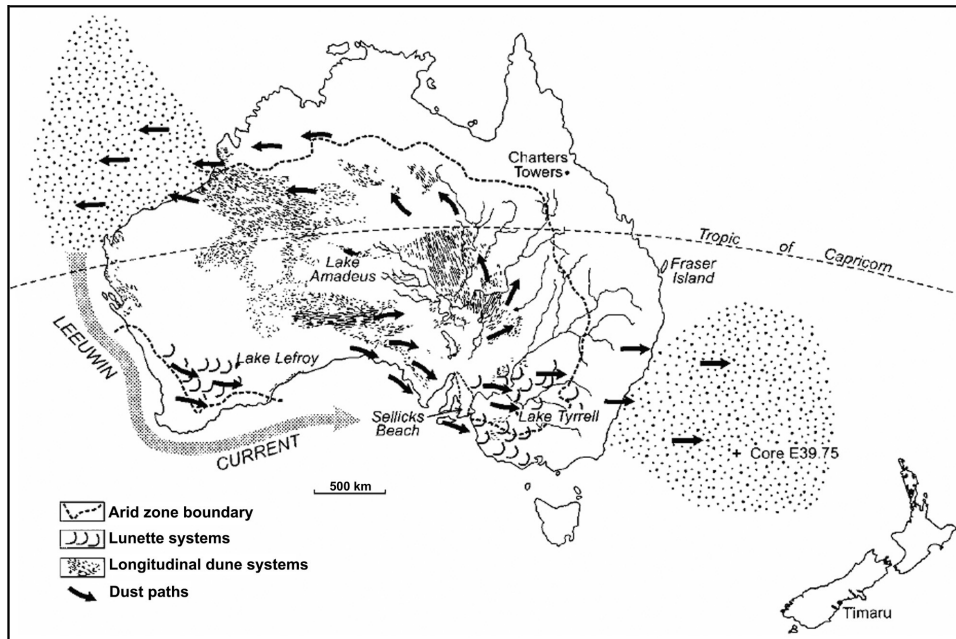 Charters
Towers
Tropic of Capricorn
Lake
Amadeus
Fraser
Island
LEEUWIN
Lake Lefroy
Sellicks
Beach
Lake Tyrrell
CURRENT
+ Core E39.75
500 km
Arid zone boundary
Lunette systems
Longitudinal dune systems
Dust paths
Timaru